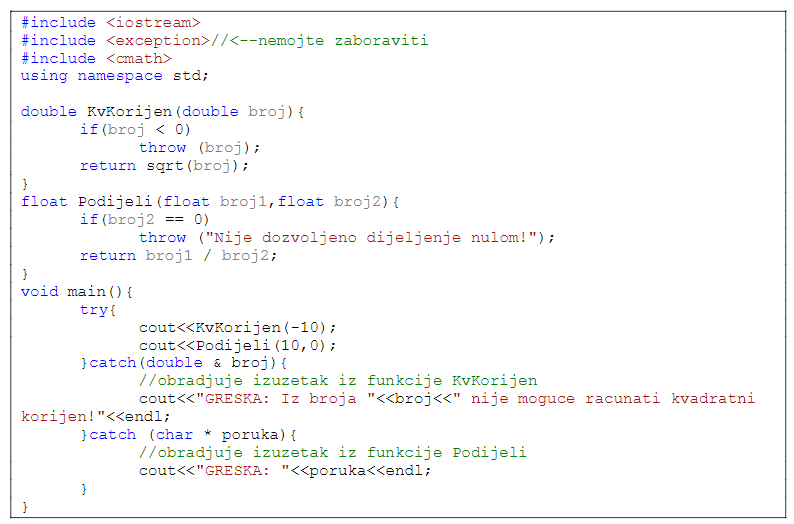 #include <iostream>
#include <exception>//<--nemojte zaboraviti
#include <cmath>
using namespace std;

double KvKorijen(double broj){
      if(broj < 0)
            throw (broj);
      return sqrt(broj);
}
float Podijeli(float broj1,float broj2){
      if(broj2 == 0)
            throw ("Nije dozvoljeno dijeljenje nulom!");
      return broj1 / broj2;
}
void main(){
      try{
            cout<<KvKorijen(-10);
            cout<<Podijeli(10,0);
      }catch(double & broj){
            //obradjuje izuzetak iz funkcije KvKorijen
            cout<<"GRESKA: Iz broja "<<broj<<" nije moguce racunati kvadratni
korijen!"<<endl;
      }catch (char * poruka){
            //obradjuje izuzetak iz funkcije Podijeli
            cout<<"GRESKA: "<<poruka<<endl;
      }
}